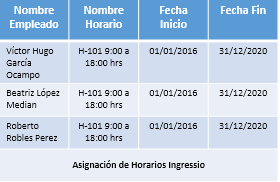 Nombre Empleado
Nombre Horario
Fecha Inicio
Fecha Fin
Víctor Hugo
García
Ocampo
H-101 9:00 a
18:00 hrs
01/01/2016
31/12/2020
Beatriz López
Median
H-101 9:00 a
18:00 hrs
01/01/2016
31/12/2020
Roberto
Robles Perez
H-101 9:00 a
18:00 hrs
01/01/2016
31/12/2020
Asignación de Horarios Ingressio